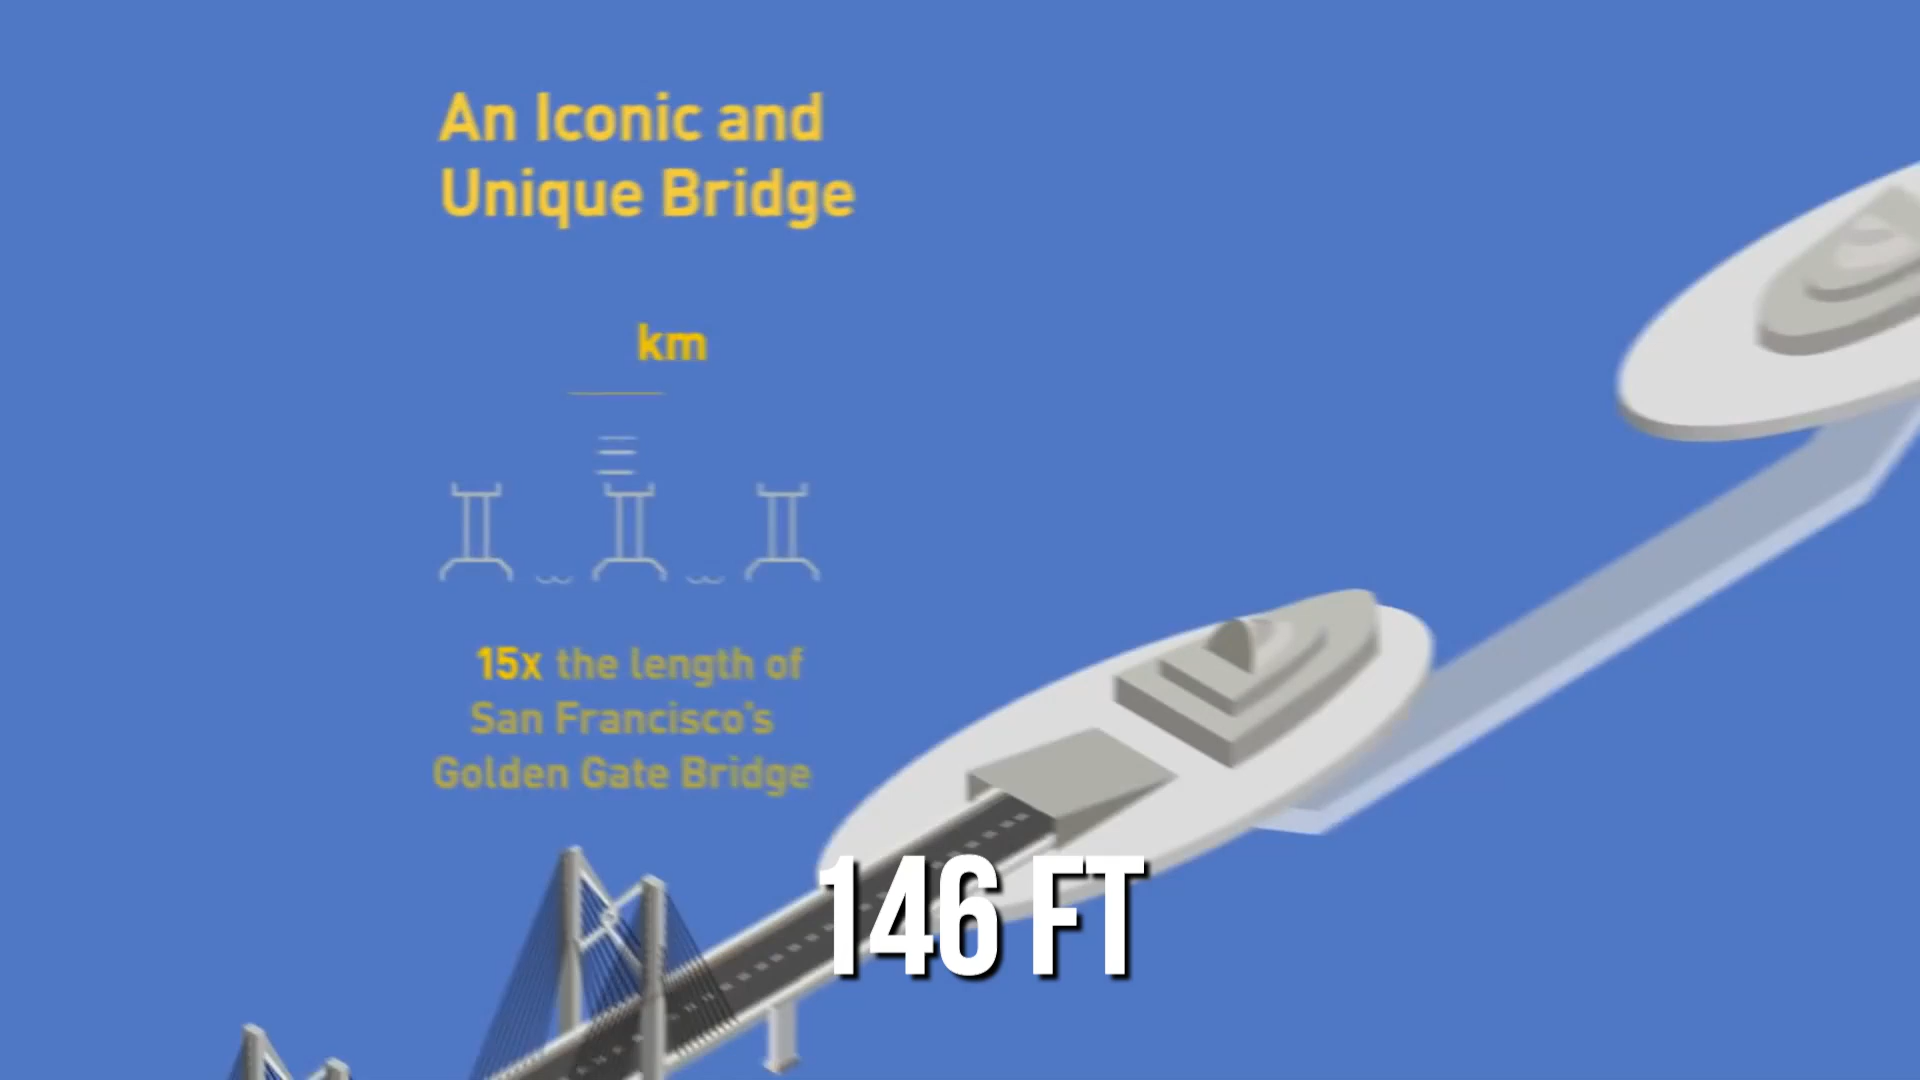 An Iconic and
Unique Bridge
km
15x the length of
San Francisco's
Golden Gate Bridge
146 FT